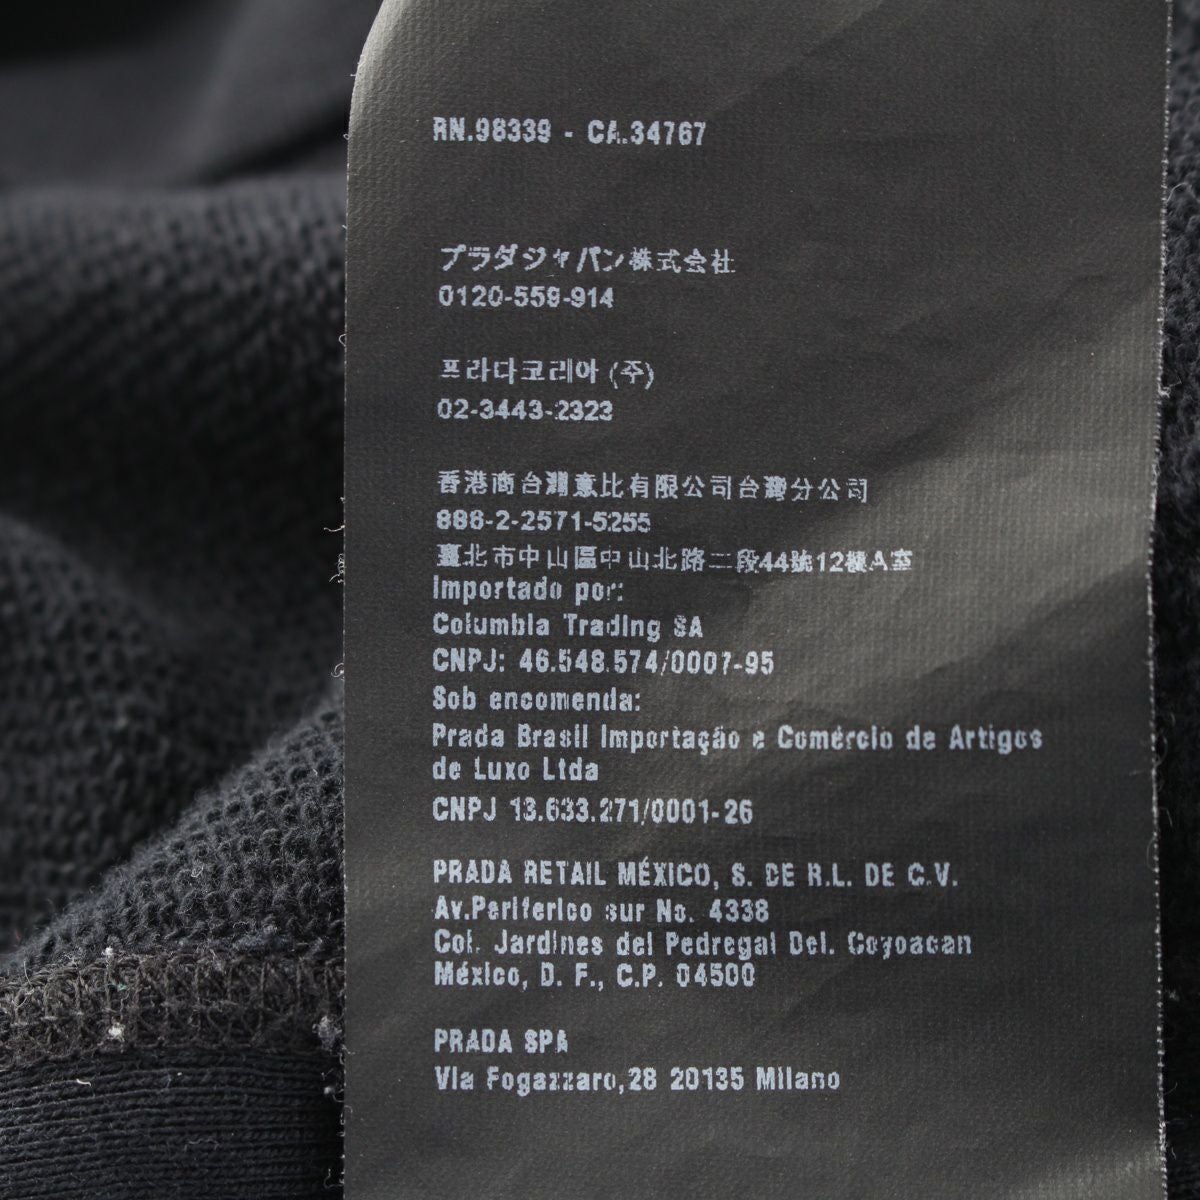 RN.98339 - CA.34767
プラダジャパン株式会社
0120-559-914
프라다코리아 (주)
02-3443-2323
香港商台灣意比有限公司台灣分公司
886-2-2571-5255
臺北市中山區中山北路二段44號12樓A室
Importado por:
Columbia Trading SA
CNPJ: 46.548.574/0007-95
Sob encomenda:
Prada Brasil Importação e Comércio de Artigos
de Luxo Ltda
CNPJ 13.633.271/0001-26
PRADA RETAIL MÉXICO, S. DE R.L. DE C.V.
Av.Periferico sur No. 4338
Col. Jardines del Pedregal Del. Coyoacan
México, D. F., C.P. 04500
PRADA SPA
Via Fogazzaro,28 20135 Milano